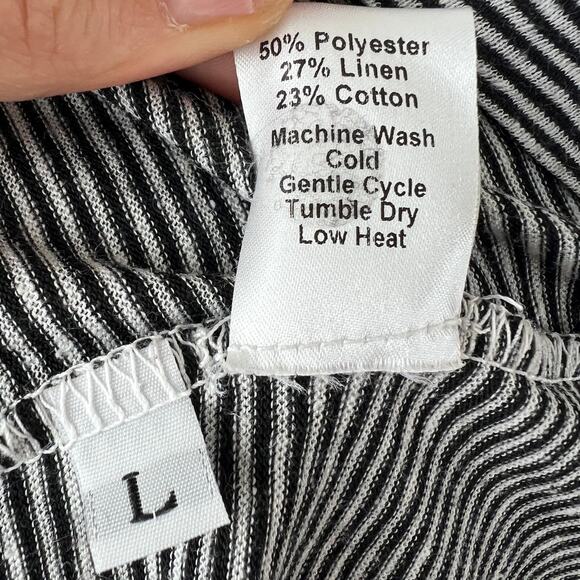 50% Polyester
27% Linen
23% Cotton
Machine Wash
Cold
Gentle Cycle
Tumble Dry
Low Heat
L